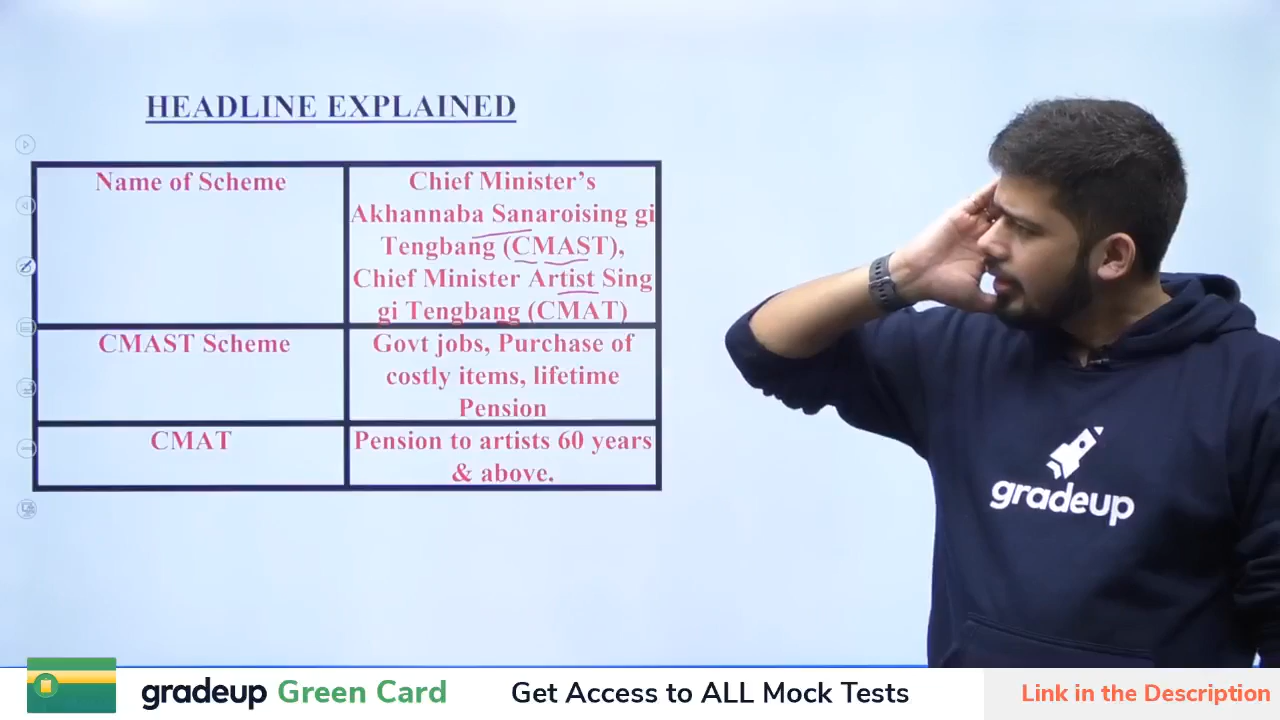 HEADLINE EXPLAINED
Name of Scheme
Chief Minister's
Akhannaba Sanaroising gi
Tengbang (CMAST),
Chief Minister Artist Sing
gi Tengbang (CMAT)
CMAST Scheme
Govt jobs, Purchase of
costly items, lifetime
Pension
CMAT
Pension to artists 60 years
& above.
gradeup
gradeup Green Card
Get Access to ALL Mock Tests
Link in the Description